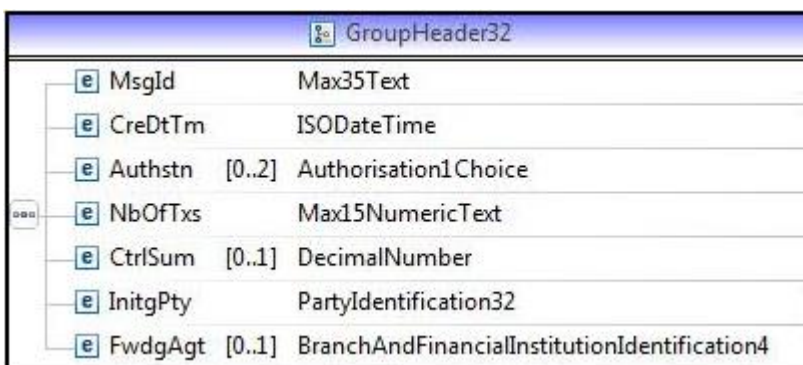 GroupHeader32
e MsgId Max35Text
e CreDtTm ISODateTime
e Authstn [0..2] Authorisation1Choice
e NbOfTxs Max15NumericText
e CtrlSum [0..1] DecimalNumber
e InitgPty PartyIdentification32
e FwdgAgt [0..1] BranchAndFinancialInstitutionIdentification4